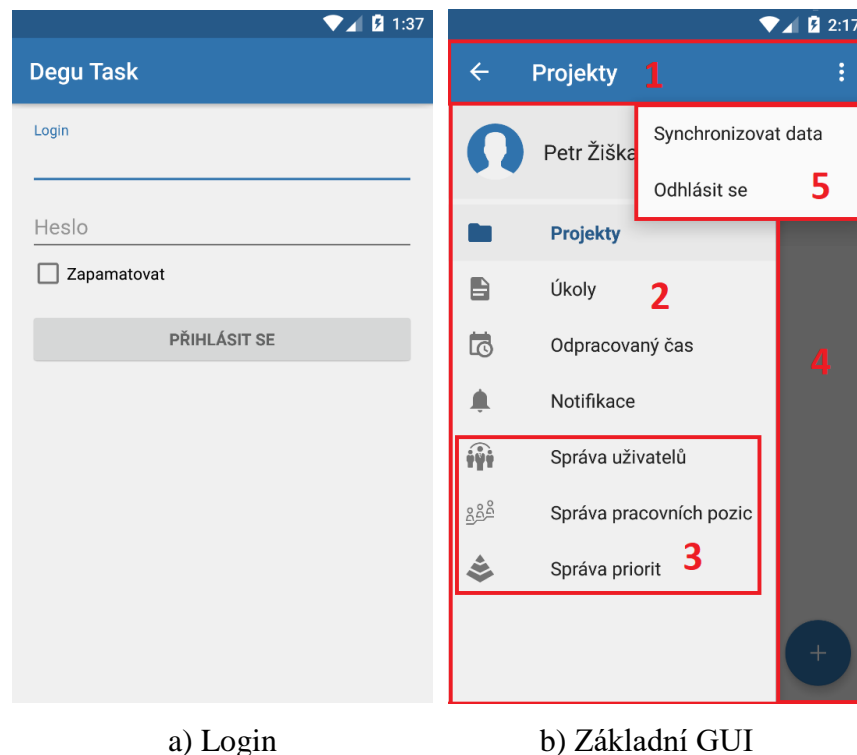 1:37
Degu Task
Login
Heslo
Zapamatovat
PŘIHLÁSIT SE
a) Login
2:17
Projekty 1
Petr Žiška
Synchronizovat data
Odhlásit se 5
Projekty
Úkoly 2
Odpracovaný čas
4
Notifikace
Správa uživatelů
Správa pracovních pozic
Správa priorit 3
b) Základní GUI